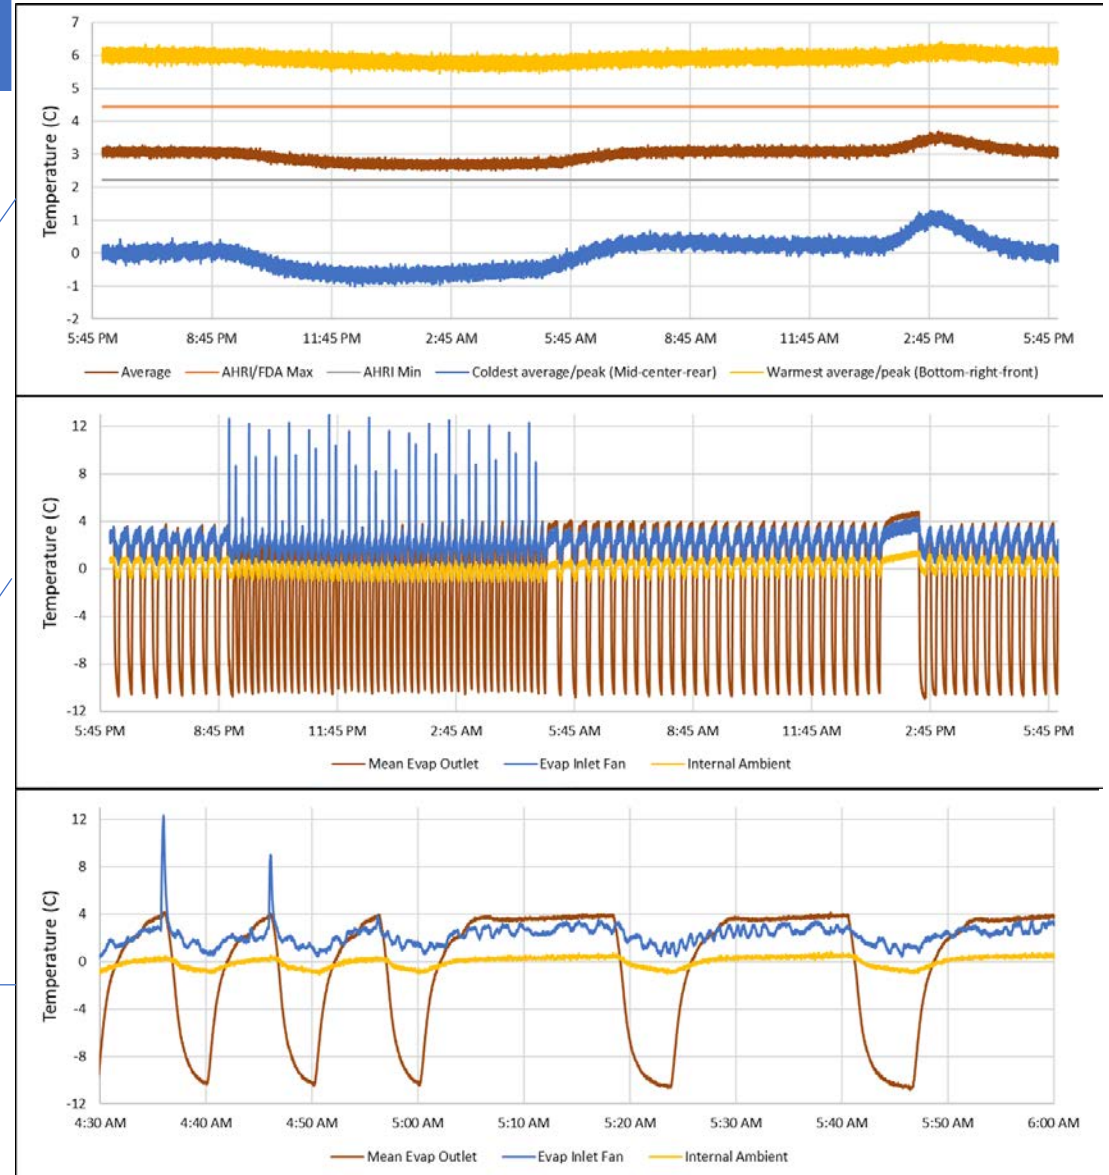 7
6
5
4
3
2
1
0
-1
-2
Temperature (C)
5:45 PM 8:45 PM 11:45 PM 2:45 AM 5:45 AM 8:45 AM 11:45 AM 2:45 PM 5:45 PM
Average AHRI/FDA Max AHRI Min Coldest average/peak (Mid-center-rear) Warmest average/peak (Bottom-right-front)
12
8
4
0
-4
-8
-12
Temperature (C)
5:45 PM 8:45 PM 11:45 PM 2:45 AM 5:45 AM 8:45 AM 11:45 AM 2:45 PM 5:45 PM
Mean Evap Outlet Evap Inlet Fan Internal Ambient
12
8
4
0
-4
-8
-12
Temperature (C)
4:30 AM 4:40 AM 4:50 AM 5:00 AM 5:10 AM 5:20 AM 5:30 AM 5:40 AM 5:50 AM 6:00 AM
Mean Evap Outlet Evap Inlet Fan Internal Ambient